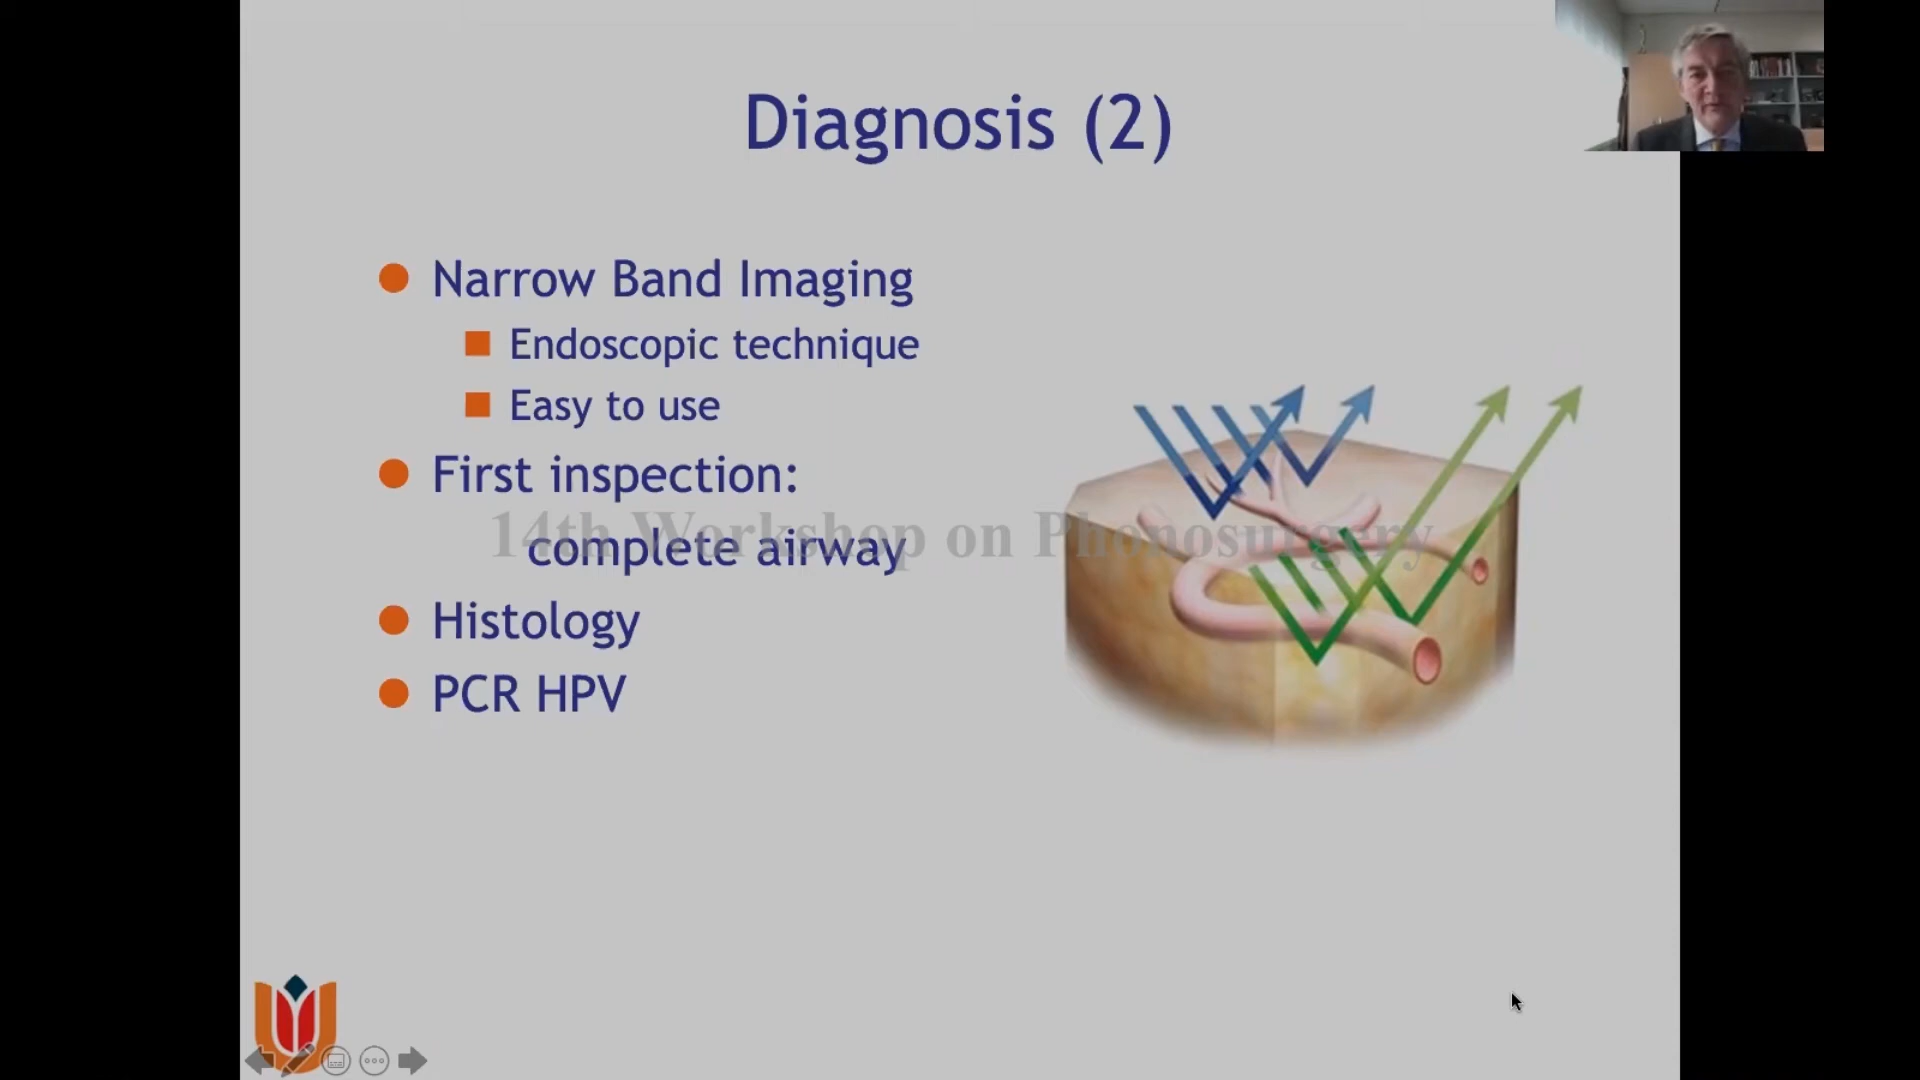 Diagnosis (2)
Narrow Band Imaging
Endoscopic technique
Easy to use
First inspection:
complete airway
14th Workshop on Phonosurgery
Histology
PCR HPV